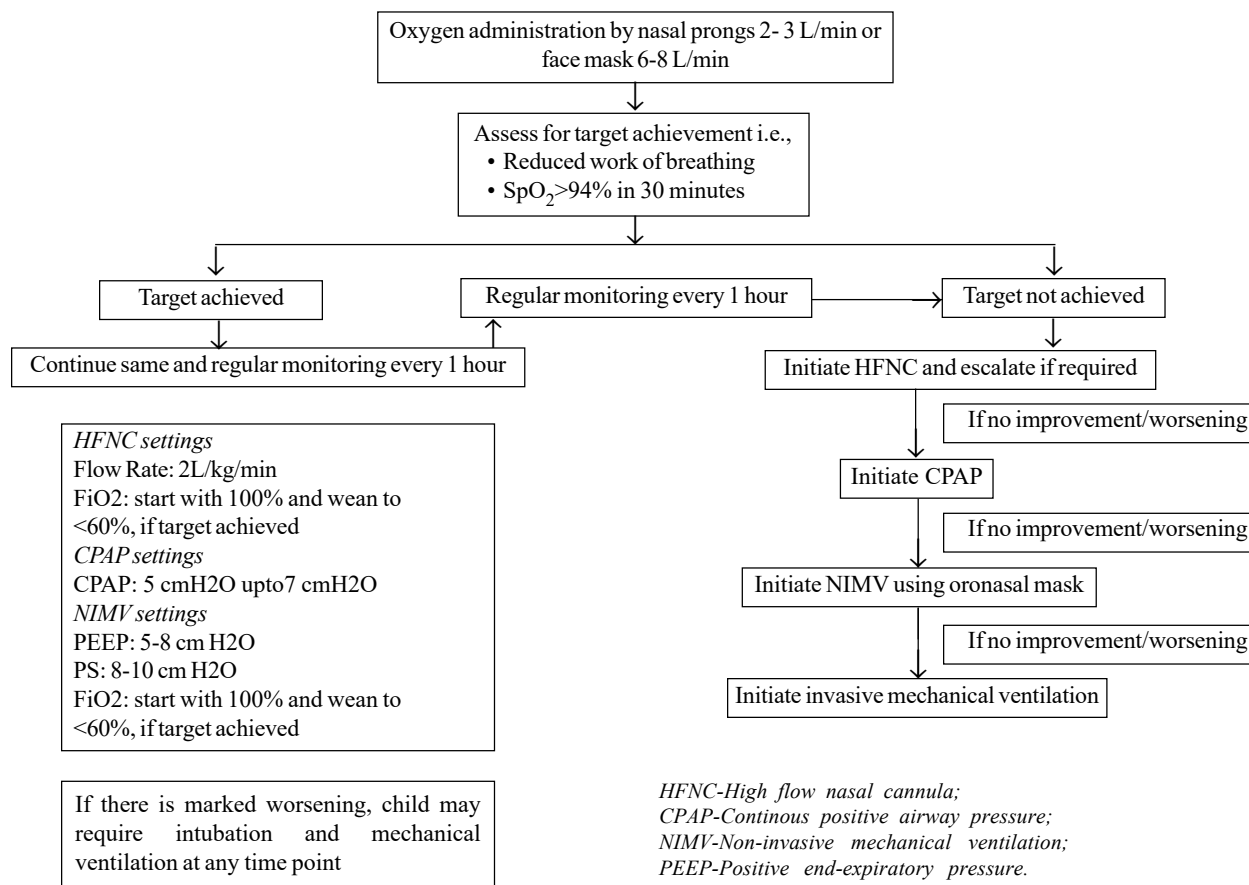 Oxygen administration by nasal prongs 2- 3 L/min or
face mask 6-8 L/min
Assess for target achievement i.e.,
• Reduced work of breathing
• SpO2>94% in 30 minutes
Target achieved
Regular monitoring every 1 hour
Target not achieved
Continue same and regular monitoring every 1 hour
Initiate HFNC and escalate if required
If no improvement/worsening
Initiate CPAP
If no improvement/worsening
Initiate NIMV using oronasal mask
If no improvement/worsening
Initiate invasive mechanical ventilation
HFNC settings
Flow Rate: 2L/kg/min
FiO2: start with 100% and wean to
<60%, if target achieved
CPAP settings
CPAP: 5 cmH2O upto7 cmH2O
NIMV settings
PEEP: 5-8 cm H2O
PS: 8-10 cm H2O
FiO2: start with 100% and wean to
<60%, if target achieved
If there is marked worsening, child may
require intubation and mechanical
ventilation at any time point
HFNC-High flow nasal cannula;
CPAP-Continous positive airway pressure;
NIMV-Non-invasive mechanical ventilation;
PEEP-Positive end-expiratory pressure.